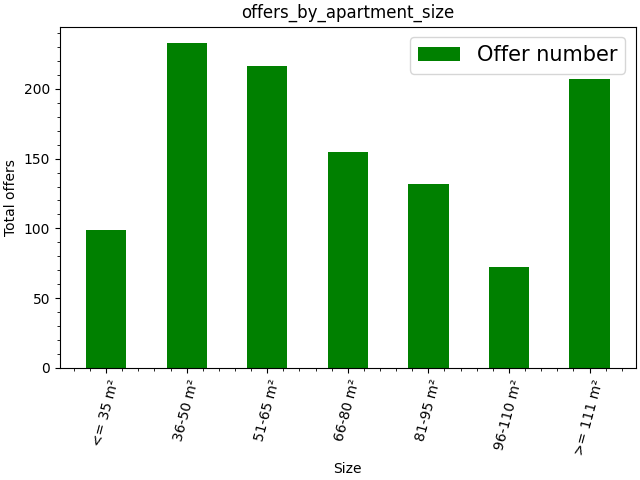 offers_by_apartment_size
Offer number
Total offers
200
150
100
50
0
<= 35 m²
36-50 m²
51-65 m²
66-80 m²
81-95 m²
96-110 m²
>= 111 m²
Size